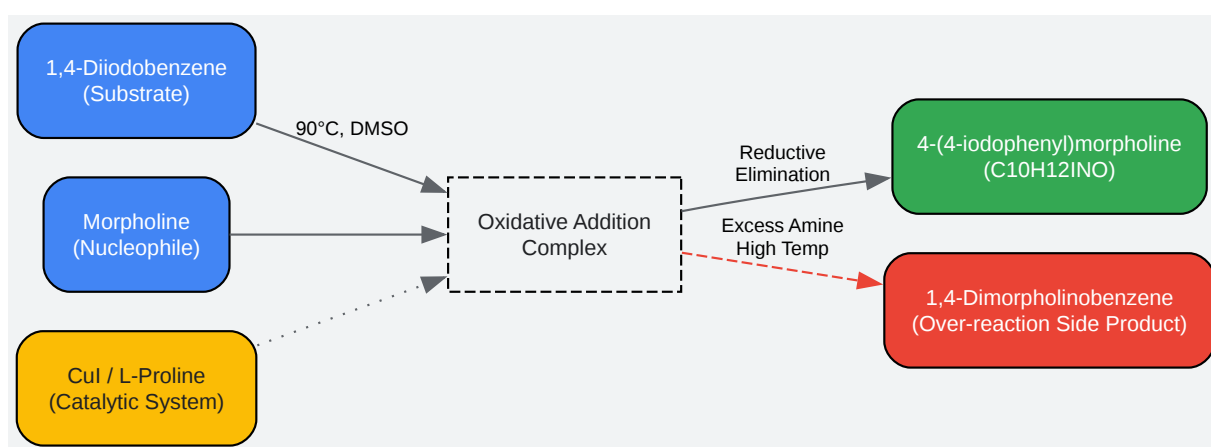 1,4-Diiodobenzene
(Substrate)
90°C, DMSO
Morpholine
(Nucleophile)
CuI / L-Proline
(Catalytic System)
Oxidative Addition
Complex
Reductive
Elimination
Excess Amine
High Temp
4-(4-iodophenyl)morpholine
(C10H12INO)
1,4-Dimorpholinobenzene
(Over-reaction Side Product)